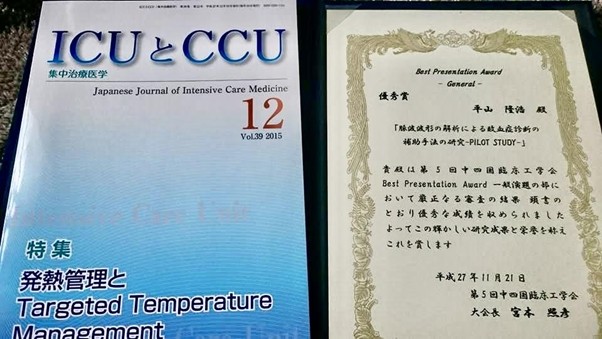 ICUとCCU
集中治療医学
Japanese Journal of Intensive Care Medicine
12
Vol.39 2015
特集
発熱管理と
Targeted Temperature
Management
Best Presentation Award
- General -
優秀賞
平山 隆浩 殿
「脈波波形の解析による敗血症診断の
補助手法の研究-PILOT STUDY-」
貴殿は第5回中四国臨床工学会
Best Presentation Award 一般演題の部に
おいて厳正なる審査の結果 頭書の
とおり優秀な成績を収められました
よってこの輝かしい研究成果と栄誉を称え
これを賞します
平成27年11月21日
第5回中四国臨床工学会
大会長 宮本 照彦